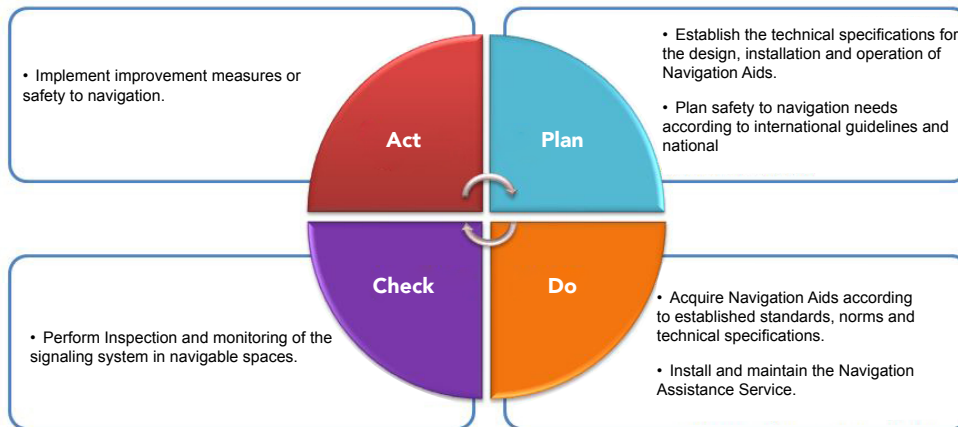 • Implement improvement measures or
safety to navigation.
Act
Plan
• Establish the technical specifications for
the design, installation and operation of
Navigation Aids.
• Plan safety to navigation needs
according to international guidelines and
national
Check
Do
• Perform Inspection and monitoring of the
signaling system in navigable spaces.
• Acquire Navigation Aids according
to established standards, norms and
technical specifications.
• Install and maintain the Navigation
Assistance Service.